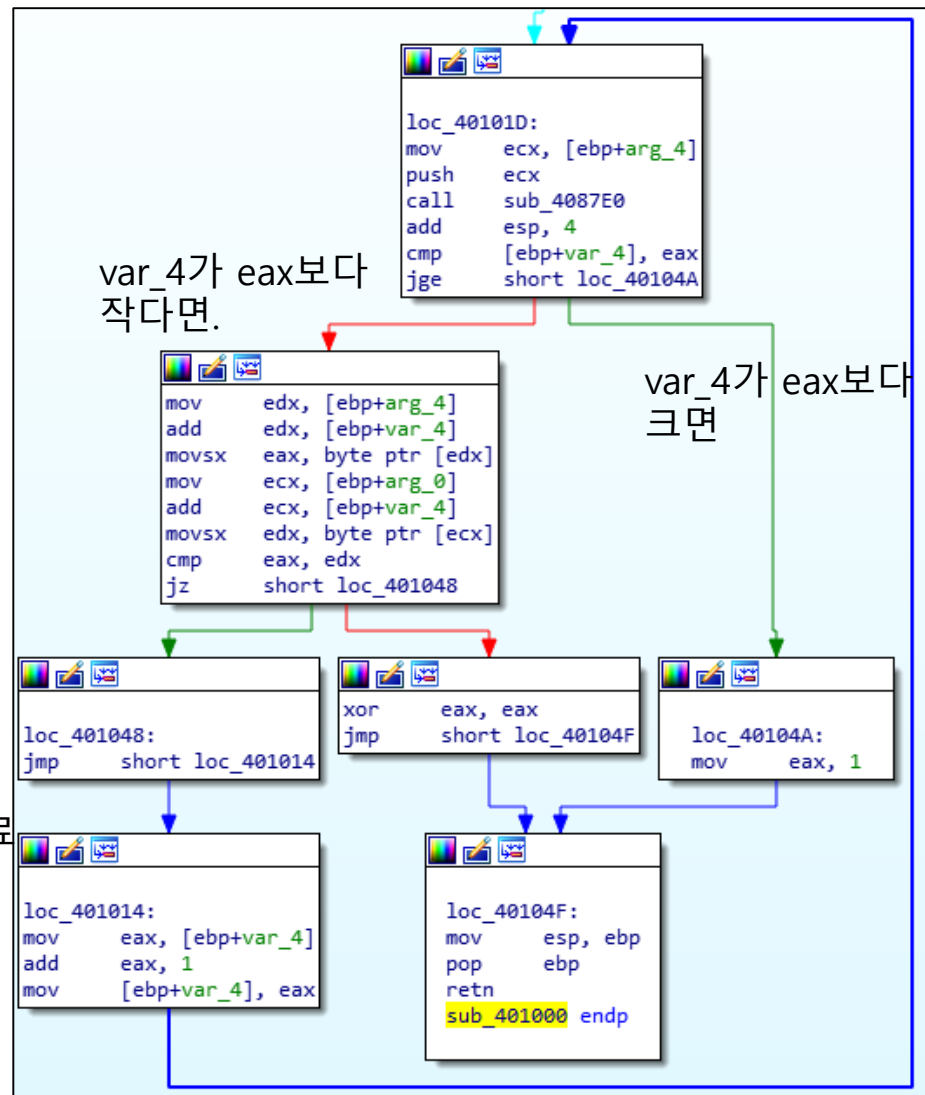 loc_40101D:
mov ecx, [ebp+arg_4]
push ecx
call sub_4087E0
add esp, 4
cmp [ebp+var_4], eax
jge short loc_40104A
var_4가 eax보다
작다면.
var_4가 eax보다
크면
mov edx, [ebp+arg_4]
add edx, [ebp+var_4]
movsx eax, byte ptr [edx]
mov ecx, [ebp+arg_0]
add ecx, [ebp+var_4]
movsx edx, byte ptr [ecx]
cmp eax, edx
jz short loc_401048
loc_401048:
jmp short loc_401014
xor eax, eax
jmp short loc_40104F
loc_40104A:
mov eax, 1
loc_401014:
mov eax, [ebp+var_4]
add eax, 1
mov [ebp+var_4], eax
loc_40104F:
mov esp, ebp
pop ebp
retn
sub_401000 endp